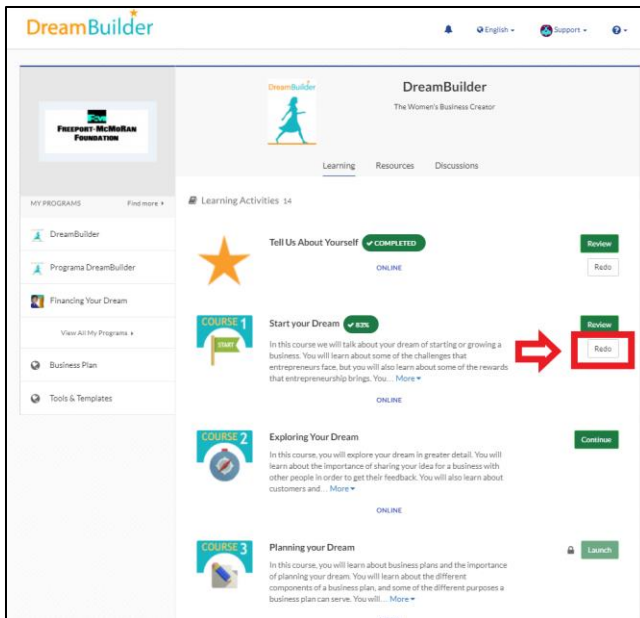 DreamBuilder
English
Support
FREEPORT-MCMORAN
FOUNDATION
DreamBuilder
DreamBuilder
The Women's Business Creator
Learning Resources Discussions
MY PROGRAMS Find more
DreamBuilder
Programa DreamBuilder
Financing Your Dream
View All My Programs
Business Plan
Tools & Templates
Learning Activities 14
Tell Us About Yourself COMPLETED
ONLINE
Review
Redo
COURSE 1
START
Start your Dream 83%
In this course we will talk about your dream of starting or growing a
business. You will learn about some of the challenges that
entrepreneurs face, but you will also learn about some of the rewards
that entrepreneurship brings. You... More
ONLINE
Review
Redo
COURSE 2
Exploring Your Dream
In this course, you will explore your dream in greater detail. You will
learn about the importance of sharing your idea for a business with
other people in order to get their feedback. You will also learn about
customers and... More
ONLINE
Continue
COURSE 3
Planning your Dream
In this course, you will learn about business plans and the importance
of planning your dream. You will learn about the different
components of a business plan, and some of the different purposes a
business plan can serve. You will... More
Launch